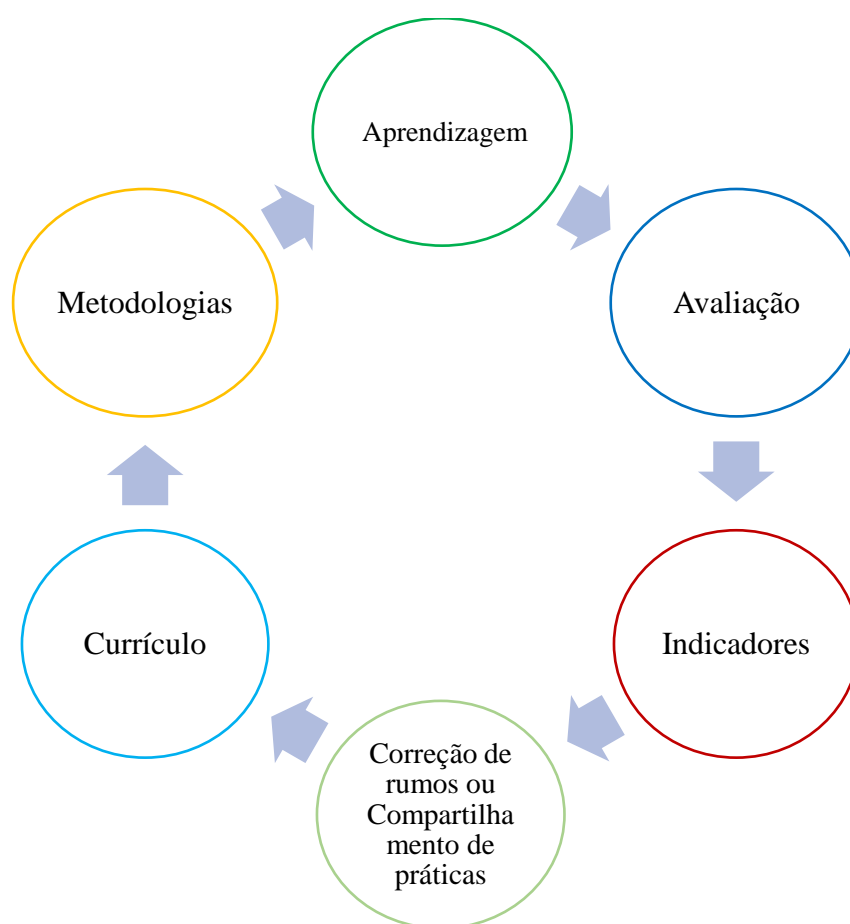 Aprendizagem
Metodologias
Avaliação
Currículo
Indicadores
Correção de
rumos ou
Compartilha
mento de
práticas